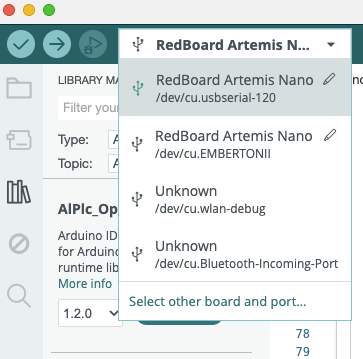 RedBoard Artemis N...
LIBRARY MA
Filter your
Type:
Topic:
AlPlc_Op
Arduino ID
for Arduino
runtime lib
More info
1.2.0
RedBoard Artemis Nano
/dev/cu.usbserial-120
RedBoard Artemis Nano
/dev/cu.EMBERTONII
Unknown
/dev/cu.wlan-debug
Unknown
/dev/cu.Bluetooth-Incoming-Port
Select other board and port...
78
79